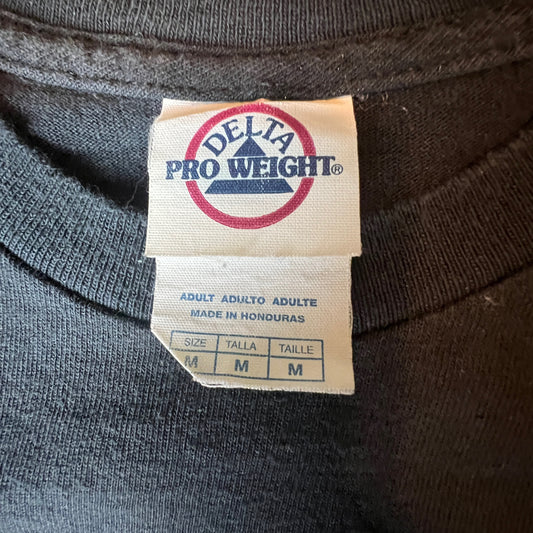 DELTA
PRO WEIGHT®
ADULT ADULTO ADULTE
MADE IN HONDURAS
SIZE TALLA TAILLE
M M M